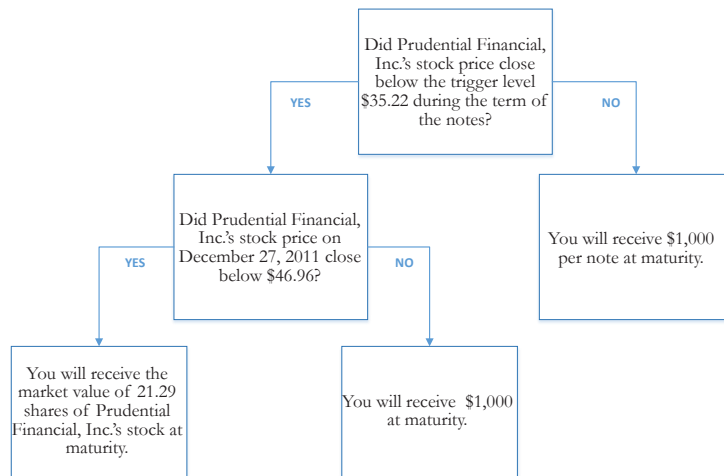 Did Prudential Financial,
Inc.'s stock price close
below the trigger level
$35.22 during the term of
the notes?
YES
NO
Did Prudential Financial,
Inc.'s stock price on
December 27, 2011 close
below $46.96?
You will receive $1,000
per note at maturity.
YES
NO
You will receive the
market value of 21.29
shares of Prudential
Financial, Inc.'s stock at
maturity.
You will receive $1,000
at maturity.